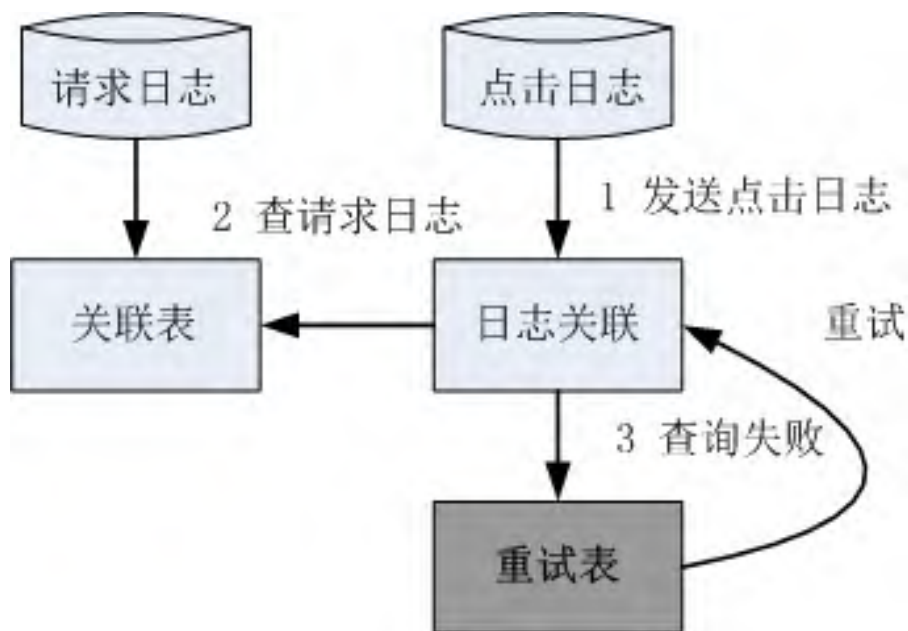 请求日志
点击日志
1 发送点击日志
2 查请求日志
关联表
日志关联
重试
3 查询失败
重试表